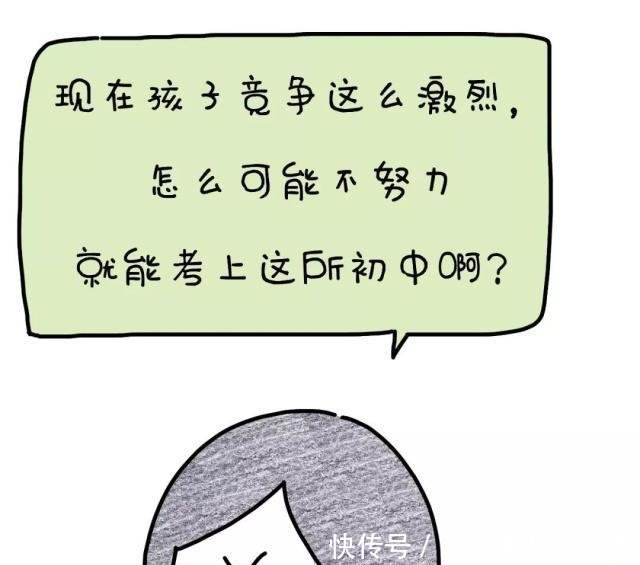 现在孩子竞争这么激烈，
怎么可能不努力
就能考上这所初中啊？
快传号/